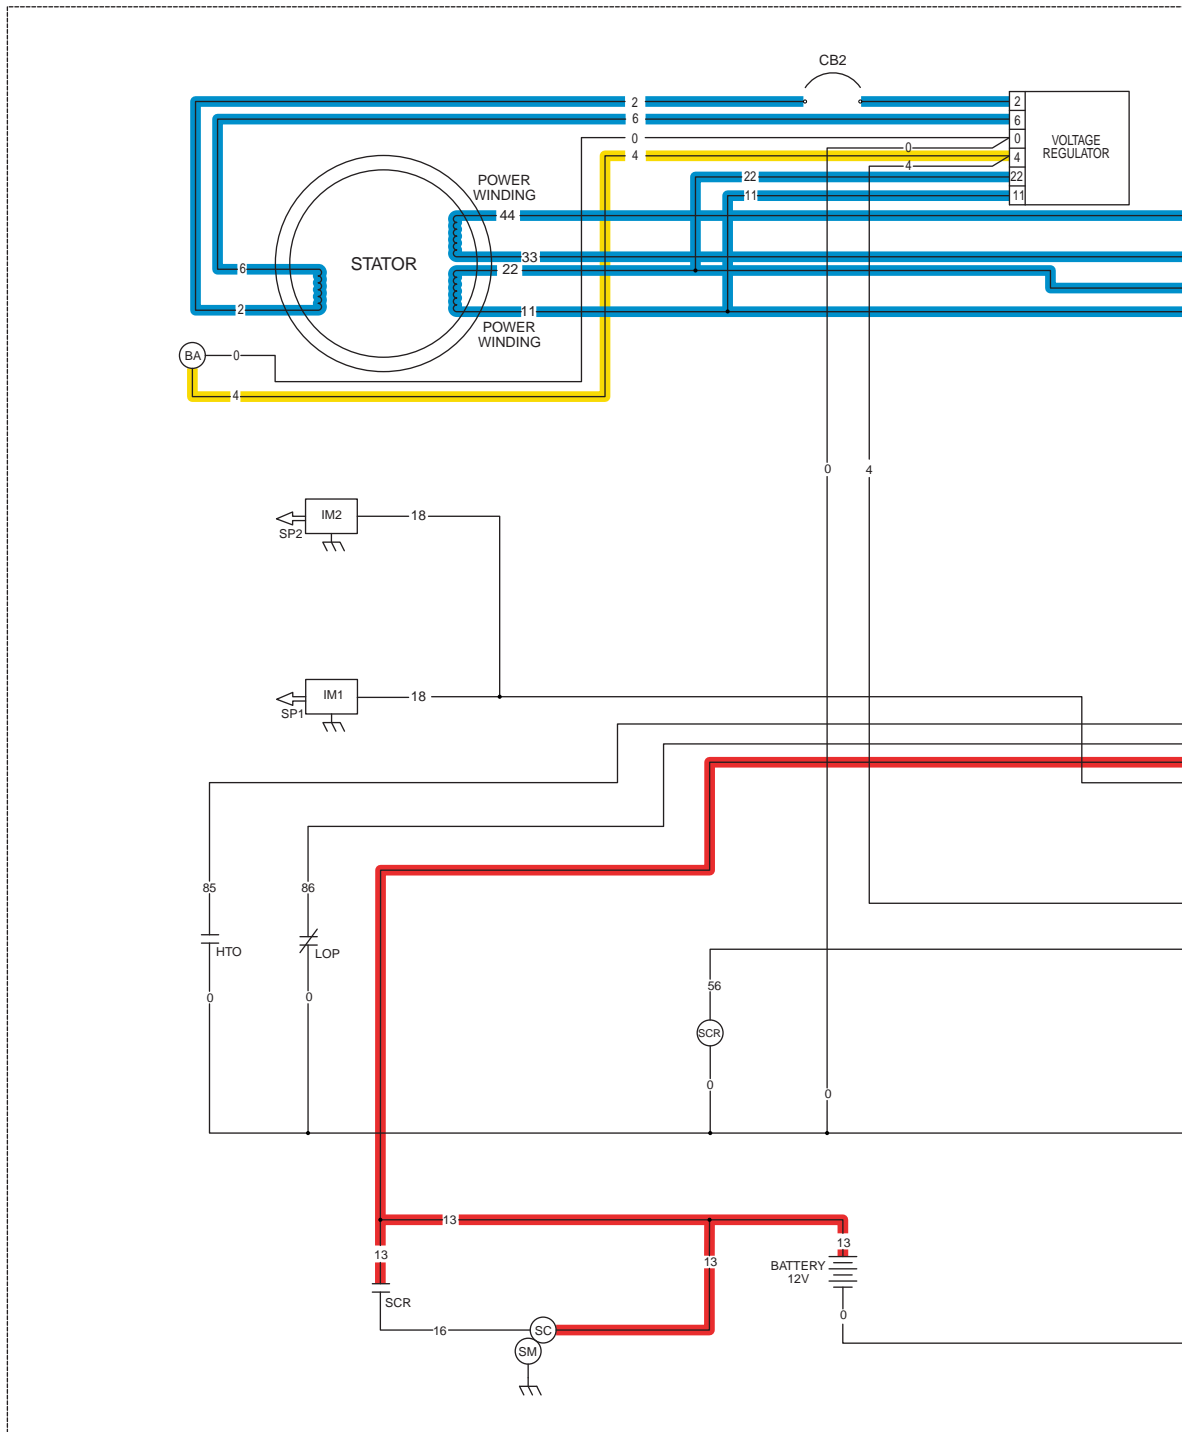 CB2
2
2
6
6
0
0
0
VOLTAGE
REGULATOR
4
4
4
22
22
11
11
POWER
WINDING
44
STATOR
33
6
22
2
11
POWER
WINDING
BA
0
4
0
4
IM2
18
SP2
IM1
18
SP1
85
86
HTO
LOP
56
0
0
SCR
0
0
13
13
13
13
BATTERY
12V
SCR
0
16
SC
SM